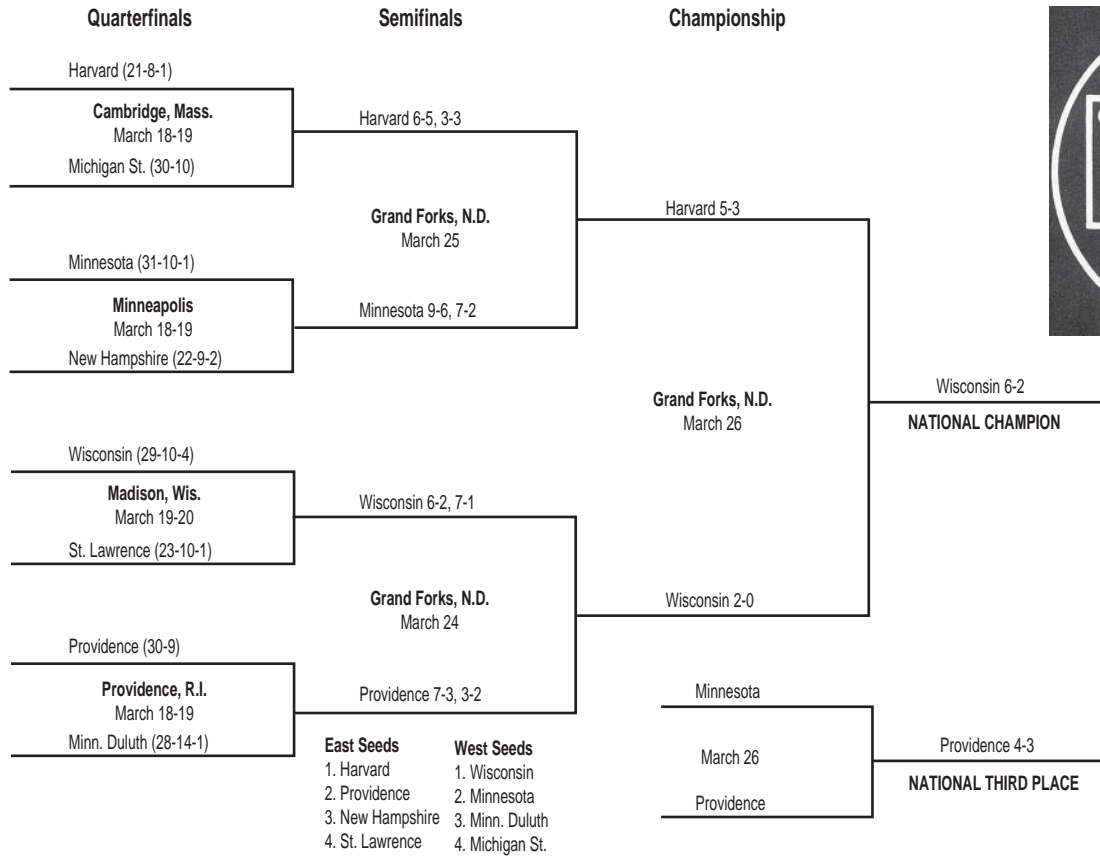 Quarterfinals
Semifinals
Championship
Harvard (21-8-1)
Cambridge, Mass.
March 18-19
Michigan St. (30-10)
Harvard 6-5, 3-3
Grand Forks, N.D.
March 25
Harvard 5-3
Minnesota (31-10-1)
Minneapolis
March 18-19
New Hampshire (22-9-2)
Minnesota 9-6, 7-2
Grand Forks, N.D.
March 26
Wisconsin 6-2
NATIONAL CHAMPION
Wisconsin (29-10-4)
Madison, Wis.
March 19-20
St. Lawrence (23-10-1)
Wisconsin 6-2, 7-1
Grand Forks, N.D.
March 24
Wisconsin 2-0
Providence (30-9)
Providence, R.I.
March 18-19
Minn. Duluth (28-14-1)
Providence 7-3, 3-2
East Seeds
1. Harvard
2. Providence
3. New Hampshire
4. St. Lawrence
West Seeds
1. Wisconsin
2. Minnesota
3. Minn. Duluth
4. Michigan St.
Minnesota
March 26
Providence
Providence 4-3
NATIONAL THIRD PLACE